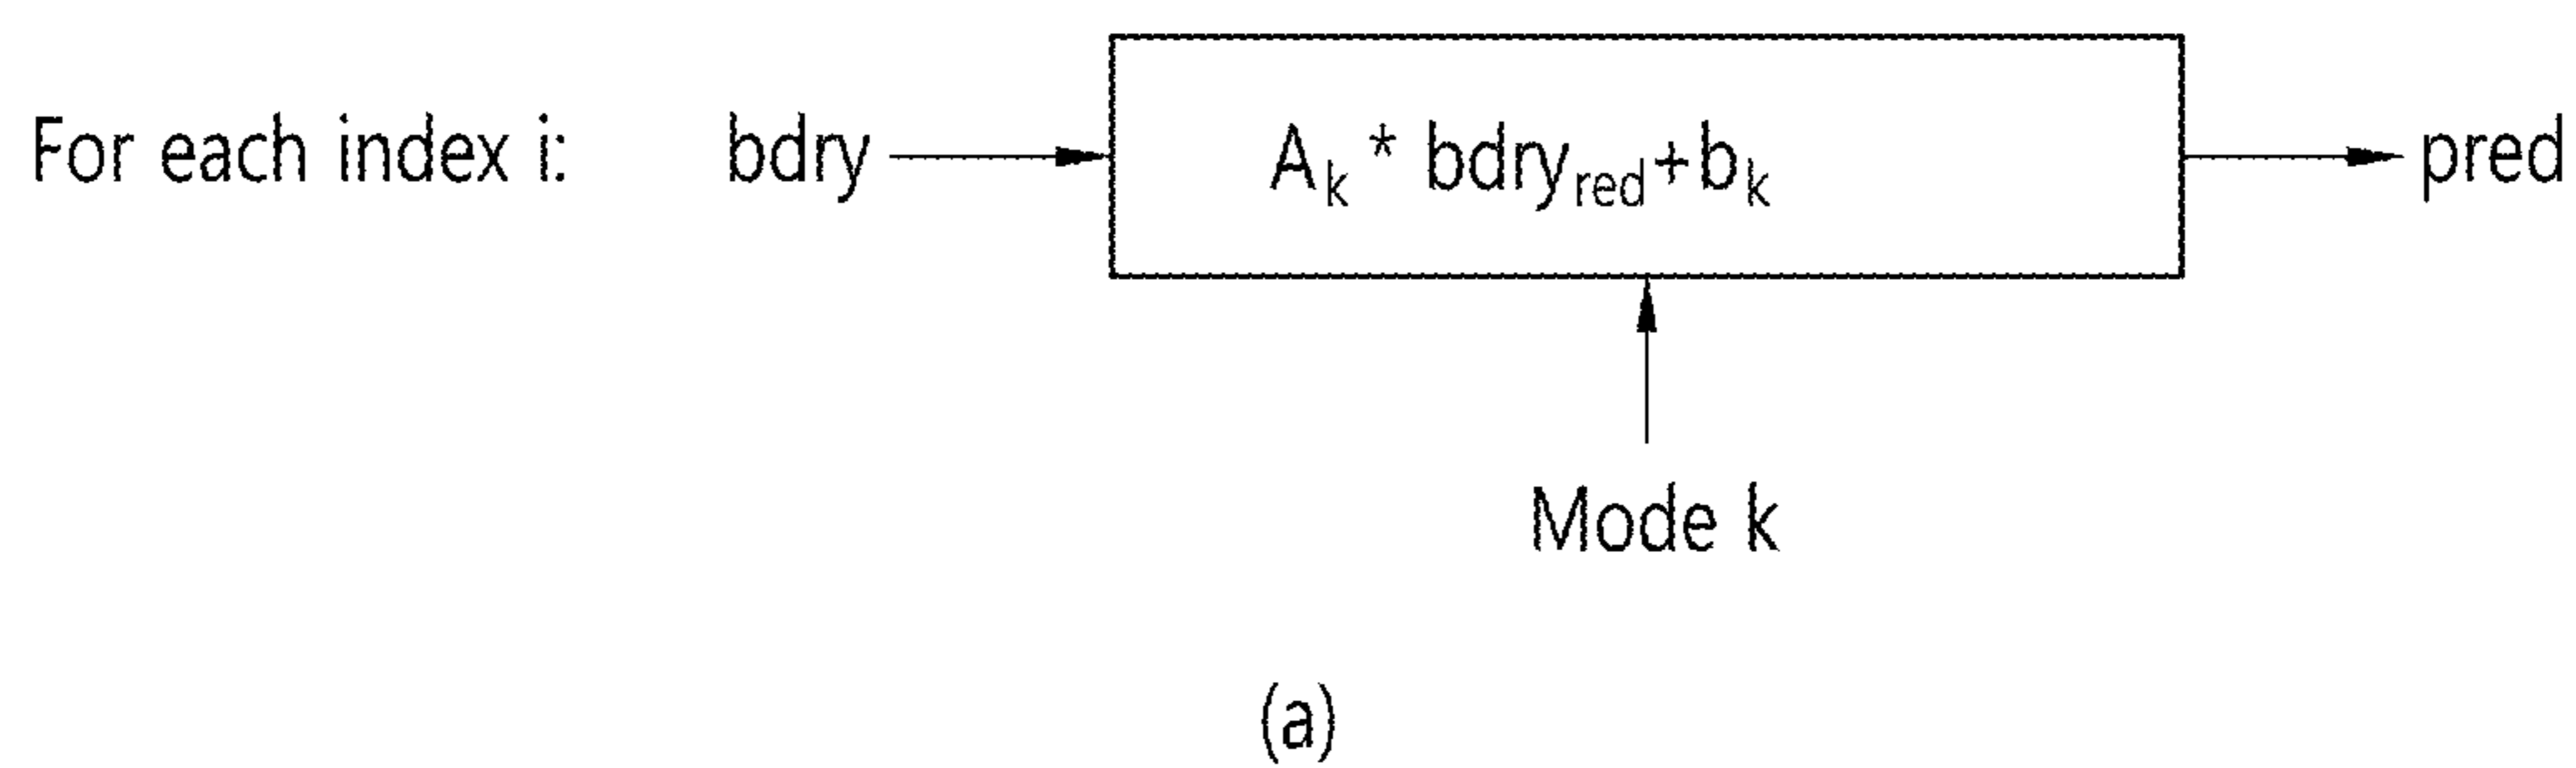 For each index i: bdry A_k * bdry_red+b_k pred
Mode k
(a)